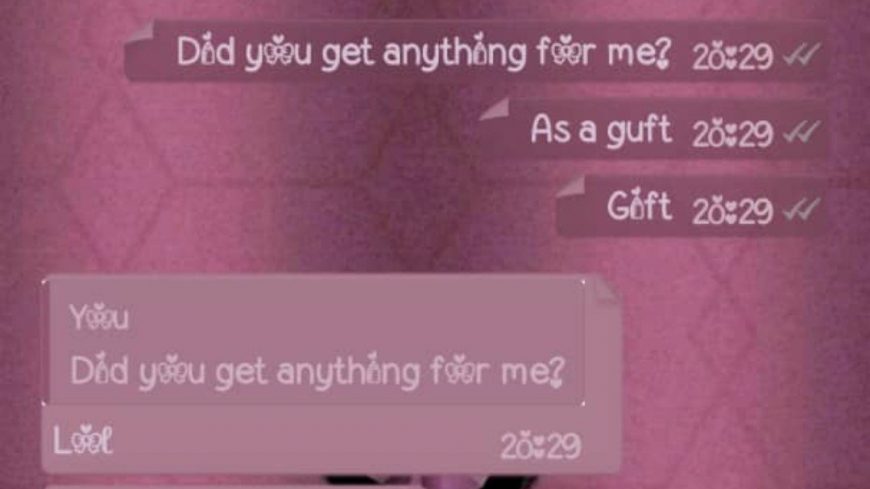 Did you get anything for me? 20:29
As a guft 20:29
Gift 20:29
You
Did you get anything for me?
Lol 20:29